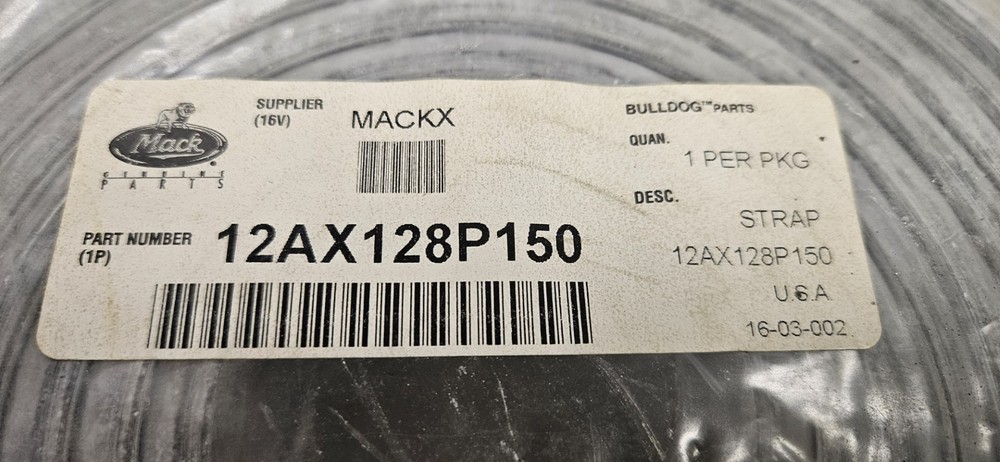 Mack
GENUINE
PARTS
SUPPLIER
(16V)
MACKX
BULLDOG™ PARTS
QUAN.
1 PER PKG
DESC.
STRAP
12AX128P150
U.S.A
16-03-002
PART NUMBER
(1P)
12AX128P150